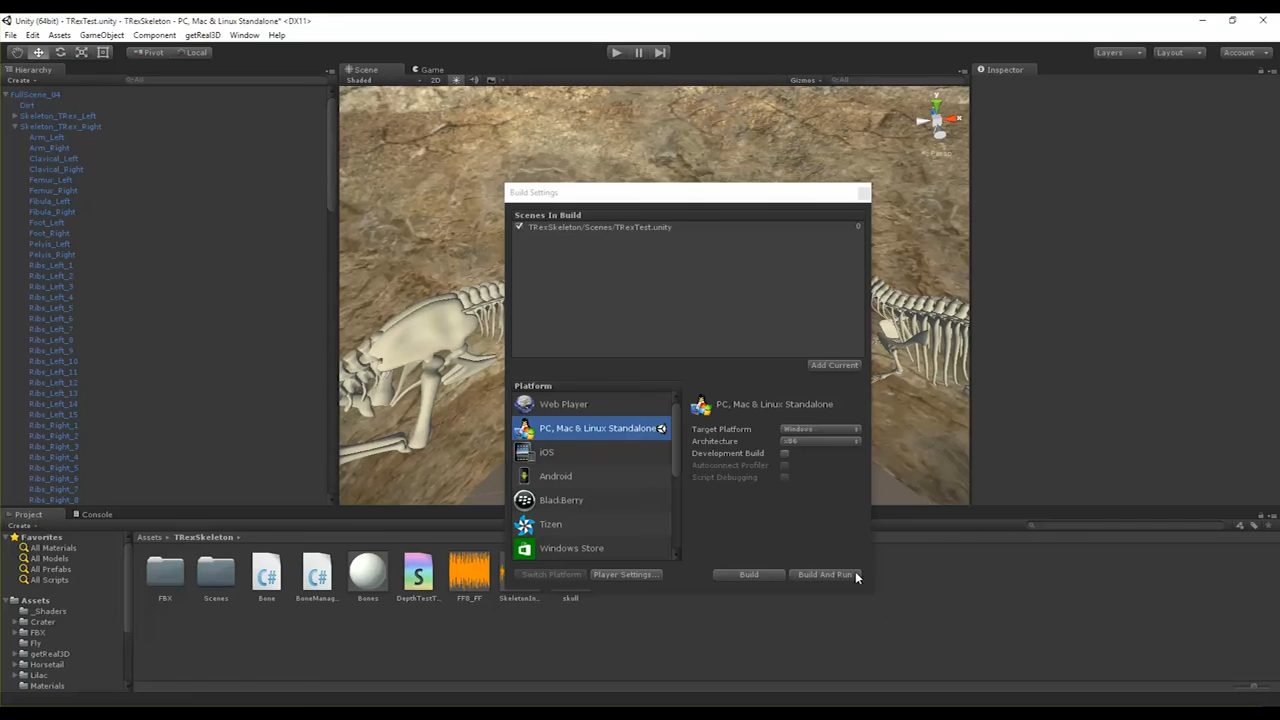 Unity (64bit) - TRexTest.unity - TRexSkeleton - PC, Mac & Linux Standalone* <DX11>
File Edit Assets GameObject Component getReal3D Window Help
Pivot Local Layers Layout Account
Hierarchy Scene Game Inspector
Create All Shaded 2D Gizmos All
FullScene_04
Dirt
Skeleton_TRex_Left
Skeleton_TRex_Right
Arm_Left
Arm_Right
Clavical_Left
Clavical_Right
Femur_Left
Femur_Right
Fibula_Left
Fibula_Right
Foot_Left
Foot_Right
Pelvis_Left
Pelvis_Right
Ribs_Left_1
Ribs_Left_2
Ribs_Left_3
Ribs_Left_4
Ribs_Left_5
Ribs_Left_6
Ribs_Left_7
Ribs_Left_8
Ribs_Left_9
Ribs_Left_10
Ribs_Left_11
Ribs_Left_12
Ribs_Left_13
Ribs_Left_14
Ribs_Left_15
Ribs_Right_1
Ribs_Right_2
Ribs_Right_3
Ribs_Right_4
Ribs_Right_5
Ribs_Right_6
Ribs_Right_7
Ribs_Right_8
y
x
Persp
Build Settings
Scenes In Build
TRexSkeleton/Scenes/TRexTest.unity 0
Add Current
Platform
Web Player
PC, Mac & Linux Standalone
iOS
Android
BlackBerry
Tizen
Windows Store
PC, Mac & Linux Standalone
Target Platform Windows
Architecture x86
Development Build
Autoconnect Profiler
Script Debugging
Switch Platform Player Settings... Build Build And Run
Project Console
Create
Favorites
All Materials
All Models
All Prefabs
All Scripts
Assets
_Shaders
Crater
FBX
Fly
getReal3D
Horsetail
Lilac
Materials
Assets TRexSkeleton
C# C# S
FBX Scenes Bone BoneManag... Bones DepthTestT... FFB_FF SkeletonIn... skull